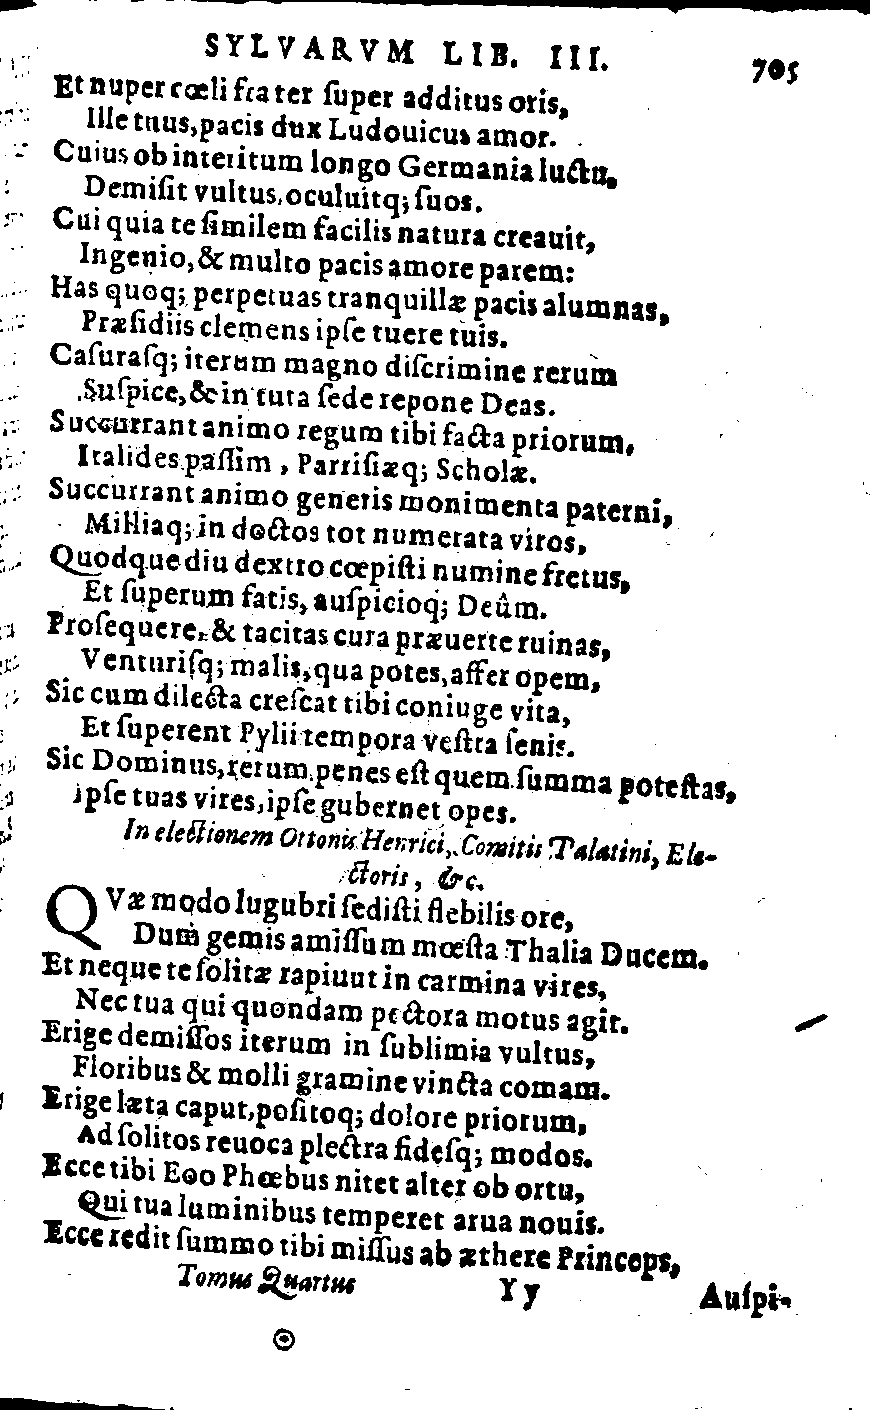 SYLVARVM LIB. III. 705
Et nuper cœli frater ſuper additus oris,
Ille tuus, pacis dux Ludouicus amor.
Cuius ob interitum longo Germania luctu,
Demiſit vultus, oculuitq; ſuos.
Cui quia te ſimilem facilis natura creauit,
Ingenio, & multo pacis amore parem:
Has quoq; perpetuas tranquillæ pacis alumnas,
Præſidiis clemens ipſe tuere tuis.
Caſuraſq; iterum magno diſcrimine rerum
Suſpice, & in tuta ſede repone Deas.
Succurrant animo regum tibi facta priorum,
Italides paſſim, Parriſiæq; Scholæ.
Succurrant animo generis monimenta paterni,
Milliaq; in doctos tot numerata viros,
Quodque diu dextro cœpiſti numine fretus,
Et ſuperum fatis, auſpicioq; Deûm.
Proſequere, & tacitas cura præuerte ruinas,
Venturiſq; malis, qua potes, affer opem,
Sic cum dilecta creſcat tibi coniuge vita,
Et ſuperent Pylii tempora veſtra ſenis.
Sic Dominus, rerum penes eſt quem ſumma poteſtas,
ipſe tuas vires, ipſe gubernet opes.
In electionem Ottonis Henrici, Comitis Palatini, Ele-
ctoris, &c.
QVæ modo lugubri ſediſti flebilis ore,
Dum gemis amiſſum mœſta Thalia Ducem.
Et neque te ſolitæ rapiuut in carmina vires,
Nec tua qui quondam pectora motus agit.
Erige demiſſos iterum in ſublimia vultus,
Floribus & molli gramine vincta comam.
Erige læta caput, poſitoq; dolore priorum,
Ad ſolitos reuoca plectra fideſq; modos.
Ecce tibi Eoo Phœbus nitet alter ob ortu,
Qui tua luminibus temperet arua nouis.
Ecce redit ſummo tibi miſſus ab æthere Princeps,
Tomus Quartus Yy Auſpi-